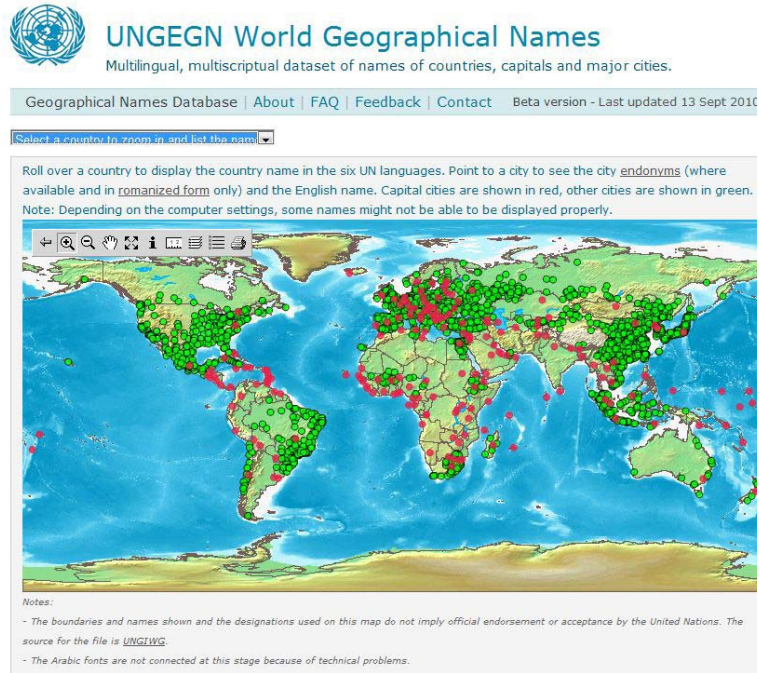 UNGEGN World Geographical Names
Multilingual, multiscriptual dataset of names of countries, capitals and major cities.
Geographical Names Database | About | FAQ | Feedback | Contact Beta version - Last updated 13 Sept 2010
Select a country to zoom in and list the nam
Roll over a country to display the country name in the six UN languages. Point to a city to see the city endonyms (where
available and in romanized form only) and the English name. Capital cities are shown in red, other cities are shown in green.
Note: Depending on the computer settings, some names might not be able to be displayed properly.
Notes:
- The boundaries and names shown and the designations used on this map do not imply official endorsement or acceptance by the United Nations. The
source for the file is UNGIWG.
- The Arabic fonts are not connected at this stage because of technical problems.